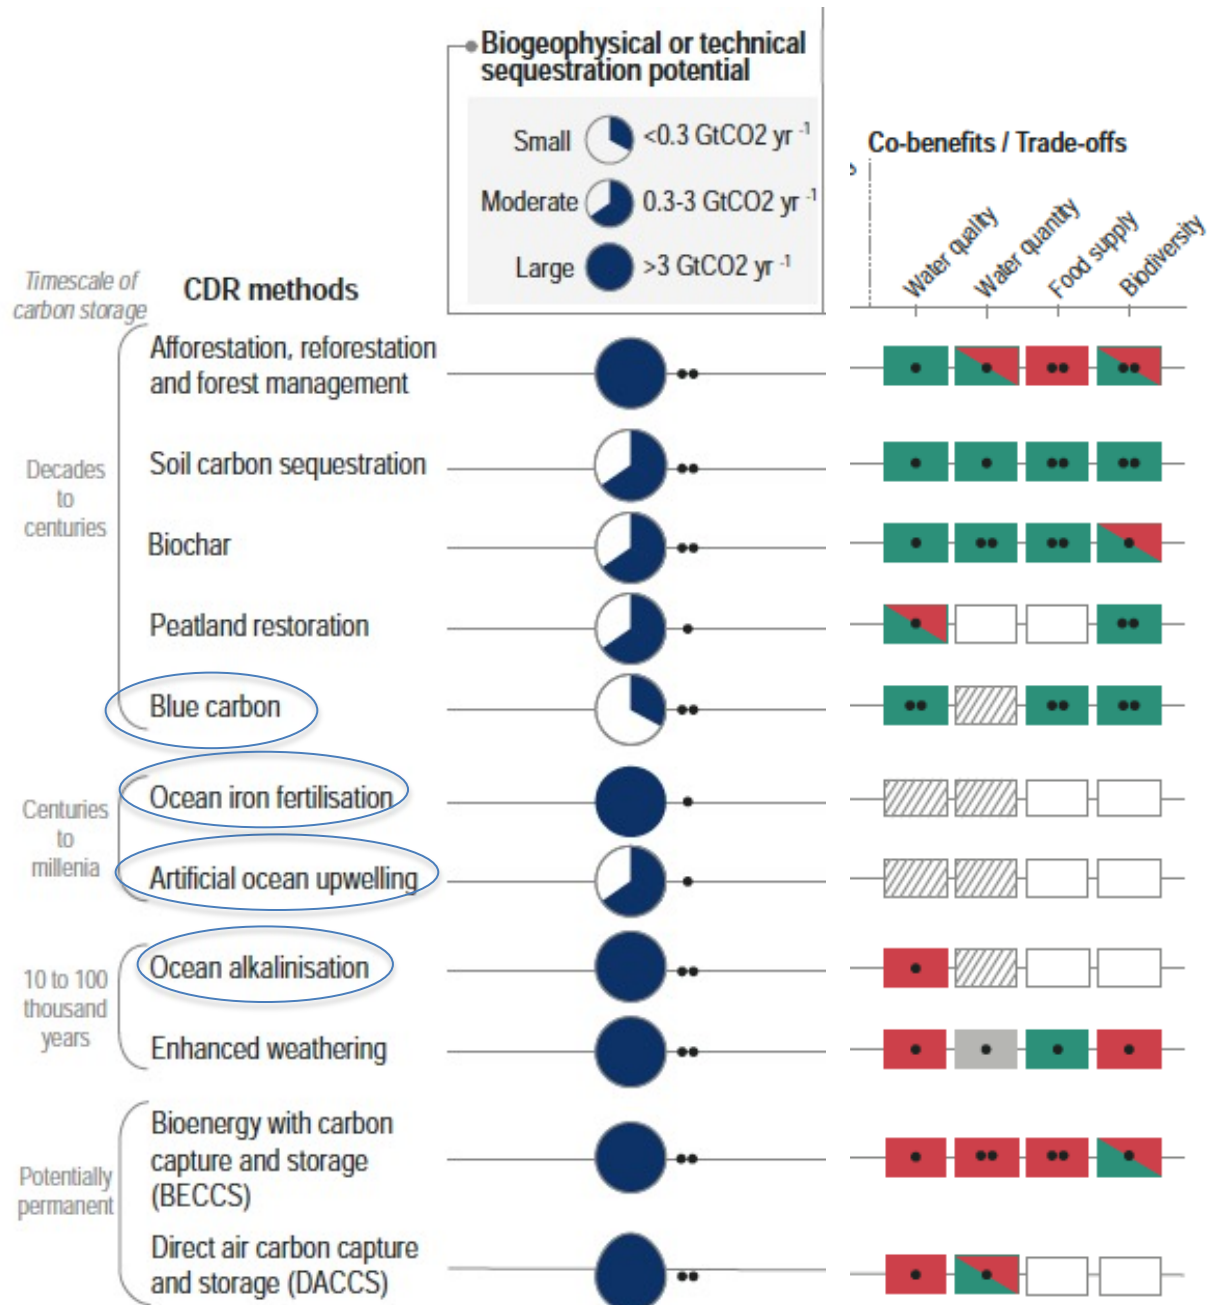 Biogeophysical or technical
sequestration potential
Small <0.3 GtCO2 yr -1
Moderate 0.3-3 GtCO2 yr -1
Large >3 GtCO2 yr -1
Co-benefits / Trade-offs
Water quality
Water quantity
Food supply
Biodiversity
Timescale of
carbon storage
CDR methods
Decades
to
centuries
Afforestation, reforestation
and forest management
Soil carbon sequestration
Biochar
Peatland restoration
Blue carbon
Centuries
to
millenia
Ocean iron fertilisation
Artificial ocean upwelling
10 to 100
thousand
years
Ocean alkalinisation
Enhanced weathering
Potentially
permanent
Bioenergy with carbon
capture and storage
(BECCS)
Direct air carbon capture
and storage (DACCS)